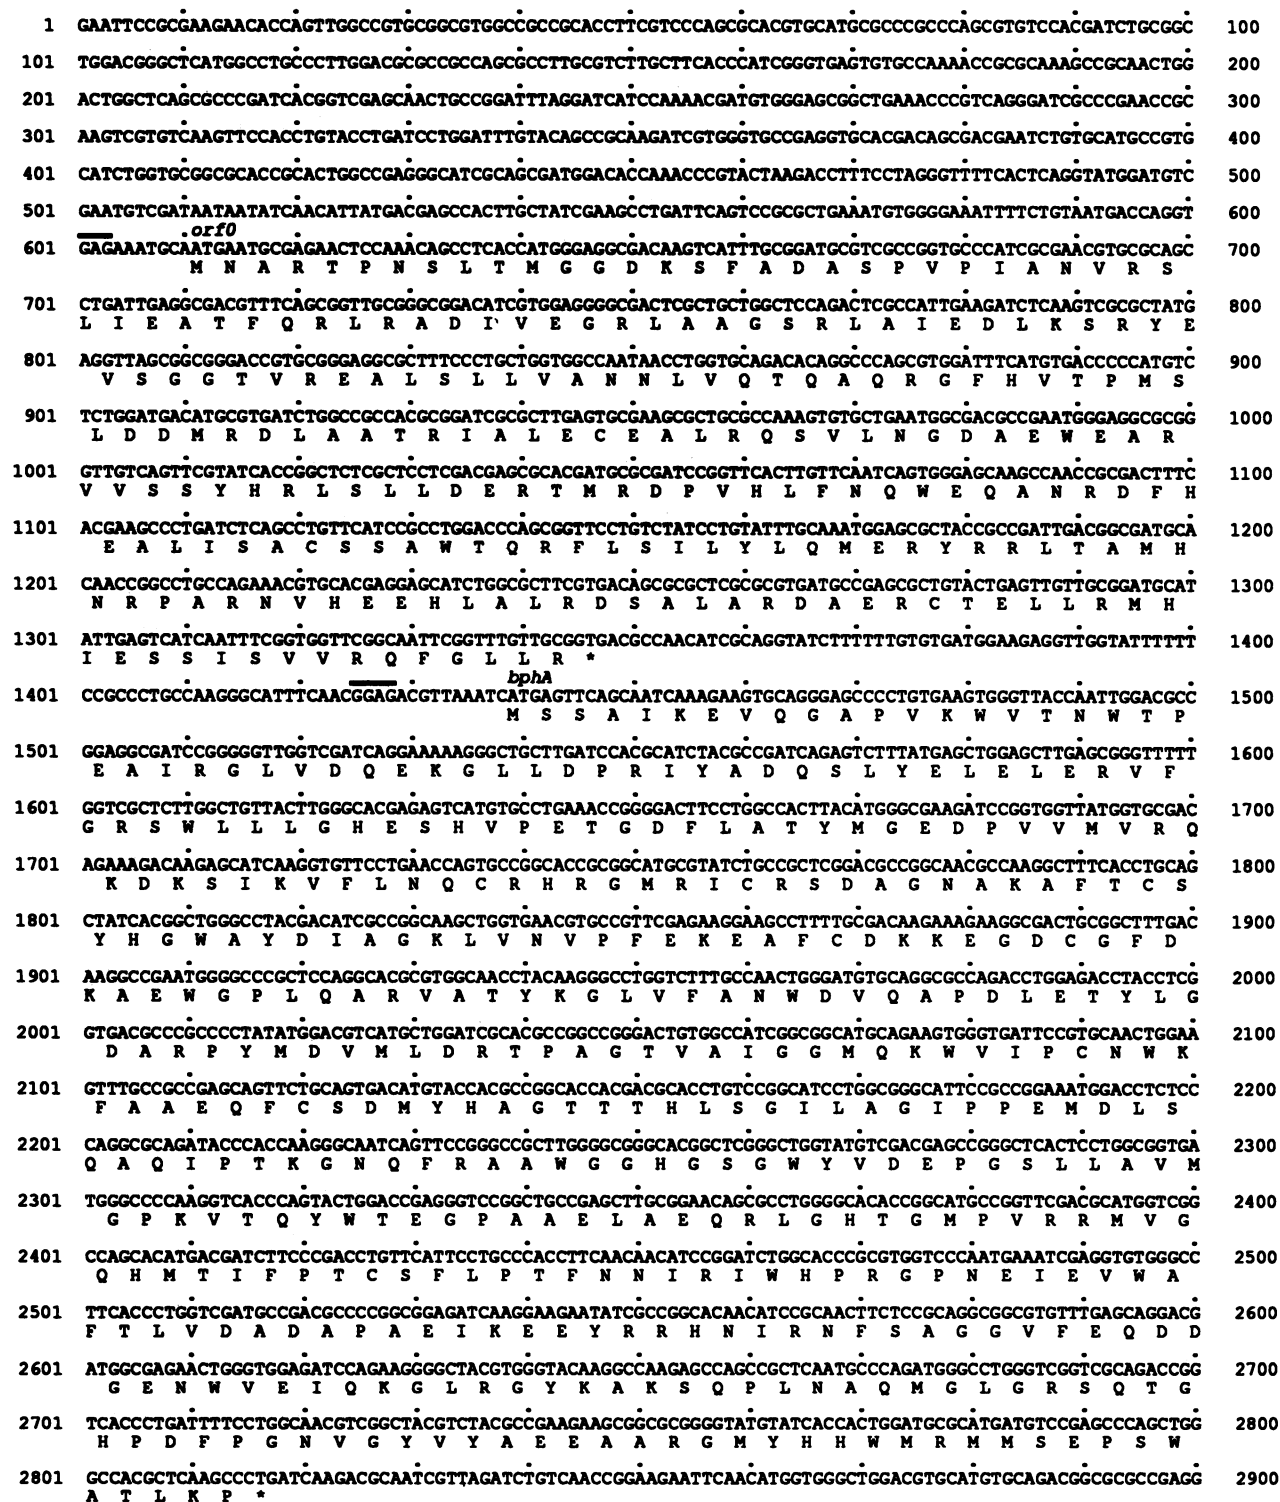 1 GAATTCCGCGAAGAACACCAGTTGGCCGTGCGGCGTGGCCGCCGCACCTTCGTCCCAGCGCACGTGCATGCGCCCGCCCAGCGTGTCCACGATCTGCGGC 100
101 TGGACGGGCTCATGGCCTGCCCTTGGACGCGCCGCCAGCGCCTTGCGTCTTGCTTCACCCATCGGGTGAGTGTGCCAAAACCGCGCAAAGCCGCAACTGG 200
201 ACTGGCTCAGCGCCCGATCACGGTCGAGCAACTGCCGGATTTAGGATCATCCAAAACGATGTGGGAGCGGCTGAAACCCGTCAGGGATCGCCCGAACCGC 300
301 AAGTCGTGTCAAGTTCCACCTGTACCTGATCCTGGATTTGTACAGCCGCAAGATCGTGGGTGCCGAGGTGCACGACAGCGACGAATCTGTGCATGCCGTG 400
401 CATCTGGTGCGGCGCACCGCACTGGCCGAGGGCATCGCAGCGATGGACACCAAACCCGTACTAAGACCTTTCCTAGGGTTTTCACTCAGGTATGGATGTC 500
501 GAATGTCGATAATAATATCAACATTATGACGAGCCACTTGCTATCGAAGCCTGATTCAGTCCGCGCTGAAATGTGGGGAAATTTTCTGTAATGACCAGGT 600
orf0
601 GAGAAATGCAATGAATGCGAGAACTCCAAACAGCCTCACCATGGGAGGCGACAAGTCATTTGCGGATGCGTCGCCGGTGCCCATCGCGAACGTGCGCAGC 700
M N A R T P N S L T M G G D K S F A D A S P V P I A N V R S
701 CTGATTGAGGCGACGTTTCAGCGGTTGCGGGCGGACATCGTGGAGGGGCGACTCGCTGCTGGCTCCAGACTCGCCATTGAAGATCTCAAGTCGCGCTATG 800
L I E A T F Q R L R A D I V E G R L A A G S R L A I E D L K S R Y E
801 AGGTTAGCGGCGGGACCGTGCGGGAGGCGCTTTCCCTGCTGGTGGCCAATAACCTGGTGCAGACACAGGCCCAGCGTGGATTTCATGTGACCCCCATGTC 900
V S G G T V R E A L S L L V A N N L V Q T Q A Q R G F H V T P M S
901 TCTGGATGACATGCGTGATCTGGCCGCCACGCGGATCGCGCTTGAGTGCGAAGCGCTGCGCCAAAGTGTGCTGAATGGCGACGCCGAATGGGAGGCGCGG 1000
L D D M R D L A A T R I A L E C E A L R Q S V L N G D A E W E A R
1001 GTTGTCAGTTCGTATCACCGGCTCTCGCTCCTCGACGAGCGCACGATGCGCGATCCGGTTCACTTGTTCAATCAGTGGGAGCAAGCCAACCGCGACTTTC 1100
V V S S Y H R L S L L D E R T M R D P V H L F N Q W E Q A N R D F H
1101 ACGAAGCCCTGATCTCAGCCTGTTCATCCGCCTGGACCCAGCGGTTCCTGTCTATCCTGTATTTGCAAATGGAGCGCTACCGCCGATTGACGGCGATGCA 1200
E A L I S A C S S A W T Q R F L S I L Y L Q M E R Y R R L T A M H
1201 CAACCGGCCTGCCAGAAACGTGCACGAGGAGCATCTGGCGCTTCGTGACAGCGCGCTCGCGCGTGATGCCGAGCGCTGTACTGAGTTGTTGCGGATGCAT 1300
N R P A R N V H E E H L A L R D S A L A R D A E R C T E L L R M H
1301 ATTGAGTCATCAATTTCGGTGGTTCGGCAATTCGGTTTGTTGCGGTGACGCCAACATCGCAGGTATCTTTTTTGTGTGATGGAAGAGGTTGGTATTTTTT 1400
I E S S I S V V R Q F G L L R *
bphA
1401 CCGCCCTGCCAAGGGCATTTCAACGGAGACGTTAAATCATGAGTTCAGCAATCAAAGAAGTGCAGGGAGCCCCTGTGAAGTGGGTTACCAATTGGACGCC 1500
M S S A I K E V Q G A P V K W V T N W T P
1501 GGAGGCGATCCGGGGGTTGGTCGATCAGGAAAAAGGGCTGCTTGATCCACGCATCTACGCCGATCAGAGTCTTTATGAGCTGGAGCTTGAGCGGGTTTTT 1600
E A I R G L V D Q E K G L L D P R I Y A D Q S L Y E L E L E R V F
1601 GGTCGCTCTTGGCTGTTACTTGGGCACGAGAGTCATGTGCCTGAAACCGGGGACTTCCTGGCCACTTACATGGGCGAAGATCCGGTGGTTATGGTGCGAC 1700
G R S W L L L G H E S H V P E T G D F L A T Y M G E D P V V M V R Q
1701 AGAAAGACAAGAGCATCAAGGTGTTCCTGAACCAGTGCCGGCACCGCGGCATGCGTATCTGCCGCTCGGACGCCGGCAACGCCAAGGCTTTCACCTGCAG 1800
K D K S I K V F L N Q C R H R G M R I C R S D A G N A K A F T C S
1801 CTATCACGGCTGGGCCTACGACATCGCCGGCAAGCTGGTGAACGTGCCGTTCGAGAAGGAAGCCTTTTGCGACAAGAAAGAAGGCGACTGCGGCTTTGAC 1900
Y H G W A Y D I A G K L V N V P F E K E A F C D K K E G D C G F D
1901 AAGGCCGAATGGGGCCCGCTCCAGGCACGCGTGGCAACCTACAAGGGCCTGGTCTTTGCCAACTGGGATGTGCAGGCGCCAGACCTGGAGACCTACCTCG 2000
K A E W G P L Q A R V A T Y K G L V F A N W D V Q A P D L E T Y L G
2001 GTGACGCCCGCCCCTATATGGACGTCATGCTGGATCGCACGCCGGCCGGGACTGTGGCCATCGGCGGCATGCAGAAGTGGGTGATTCCGTGCAACTGGAA 2100
D A R P Y M D V M L D R T P A G T V A I G G M Q K W V I P C N W K
2101 GTTTGCCGCCGAGCAGTTCTGCAGTGACATGTACCACGCCGGCACCACGACGCACCTGTCCGGCATCCTGGCGGGCATTCCGCCGGAAATGGACCTCTCC 2200
F A A E Q F C S D M Y H A G T T T H L S G I L A G I P P E M D L S
2201 CAGGCGCAGATACCCACCAAGGGCAATCAGTTCCGGGCCGCTTGGGGCGGGCACGGCTCGGGCTGGTATGTCGACGAGCCGGGCTCACTCCTGGCGGTGA 2300
Q A Q I P T K G N Q F R A A W G G H G S G W Y V D E P G S L L A V M
2301 TGGGCCCCAAGGTCACCCAGTACTGGACCGAGGGTCCGGCTGCCGAGCTTGCGGAACAGCGCCTGGGGCACACCGGCATGCCGGTTCGACGCATGGTCGG 2400
G P K V T Q Y W T E G P A A E L A E Q R L G H T G M P V R R M V G
2401 CCAGCACATGACGATCTTCCCGACCTGTTCATTCCTGCCCACCTTCAACAACATCCGGATCTGGCACCCGCGTGGTCCCAATGAAATCGAGGTGTGGGCC 2500
Q H M T I F P T C S F L P T F N N I R I W H P R G P N E I E V W A
2501 TTCACCCTGGTCGATGCCGACGCCCCGGCGGAGATCAAGGAAGAATATCGCCGGCACAACATCCGCAACTTCTCCGCAGGCGGCGTGTTTGAGCAGGACG 2600
F T L V D A D A P A E I K E E Y R R H N I R N F S A G G V F E Q D D
2601 ATGGCGAGAACTGGGTGGAGATCCAGAAGGGGCTACGTGGGTACAAGGCCAAGAGCCAGCCGCTCAATGCCCAGATGGGCCTGGGTCGGTCGCAGACCGG 2700
G E N W V E I Q K G L R G Y K A K S Q P L N A Q M G L G R S Q T G
2701 TCACCCTGATTTTCCTGGCAACGTCGGCTACGTCTACGCCGAAGAAGCGGCGCGGGGTATGTATCACCACTGGATGCGCATGATGTCCGAGCCCAGCTGG 2800
H P D F P G N V G Y V Y A E E A A R G M Y H H W M R M M S E P S W
2801 GCCACGCTCAAGCCCTGATCAAGACGCAATCGTTAGATCTGTCAACCGGAAGAATTCAACATGGTGGGCTGGACGTGCATGTGCAGACGGCGCGCCGAGG 2900
A T L K P *